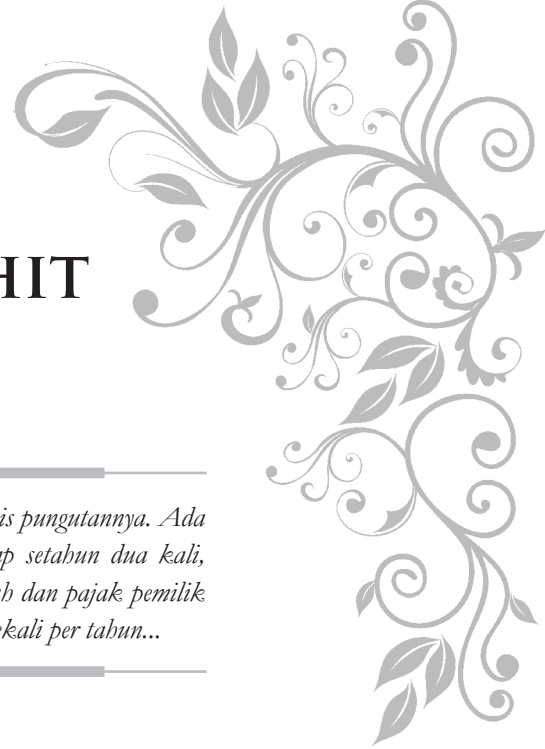 HIT
is pungutannya. Ada
setahun dua kali,
dan pajak pemilik
kali per tahun...